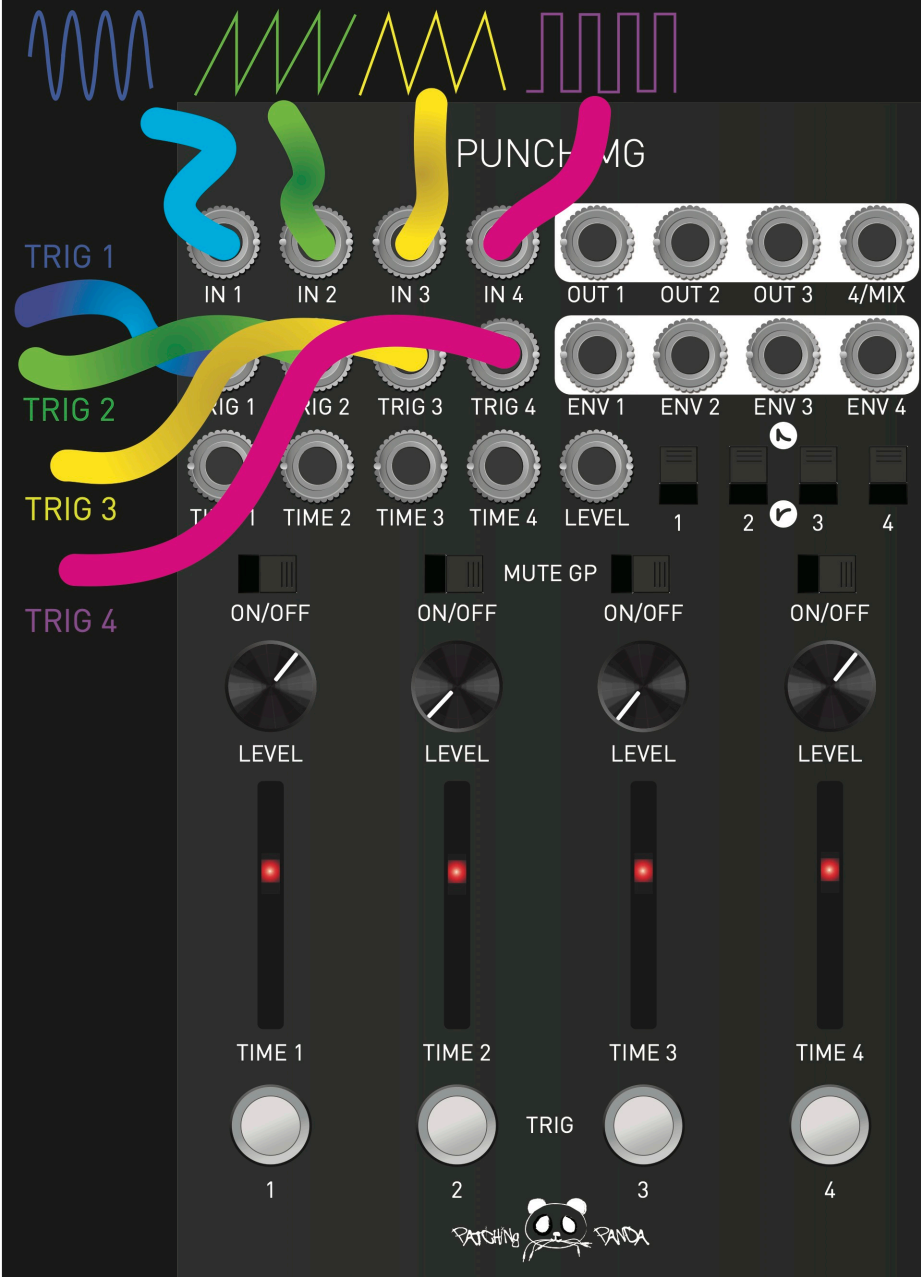 PUNCH MG
TRIG 1
IN 1 IN 2 IN 3 IN 4 OUT 1 OUT 2 OUT 3 4/MIX
TRIG 2
TRIG 3 TRIG 4 ENV 1 ENV 2 ENV 3 ENV 4
TRIG 3
TIME 2 TIME 3 TIME 4 LEVEL 1 2 3 4
MUTE GP
TRIG 4
ON/OFF ON/OFF ON/OFF ON/OFF
LEVEL LEVEL LEVEL LEVEL
TIME 1 TIME 2 TIME 3 TIME 4
TRIG
1 2 3 4
PATCHING PANDA